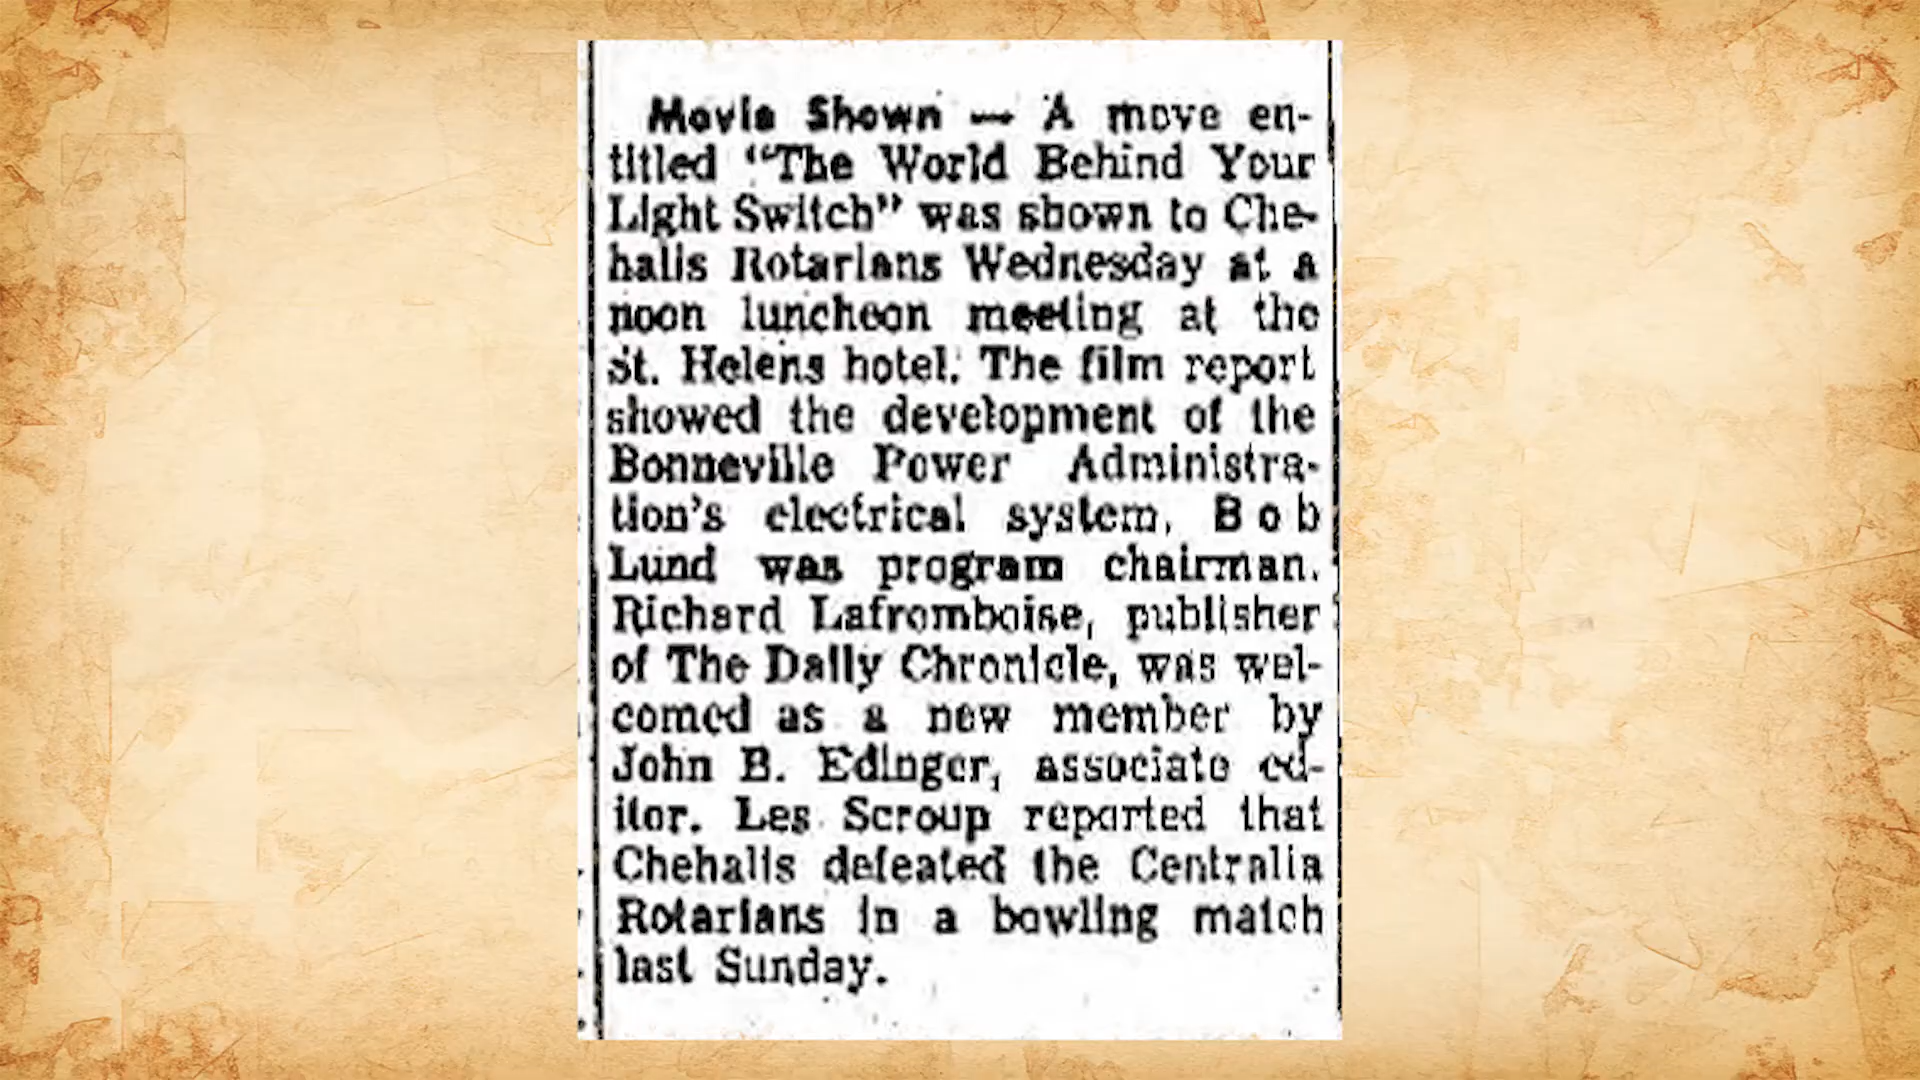 Movie Shown — A move en-
titled "The World Behind Your
Light Switch" was shown to Che-
halis Rotarians Wednesday at a
noon luncheon meeting at the
St. Helens hotel. The film report
showed the development of the
Bonneville Power Administra-
tion's electrical system. Bob
Lund was program chairman.
Richard Lafromboise, publisher
of The Daily Chronicle, was wel-
comed as a new member by
John B. Edinger, associate ed-
itor. Les Scroup reported that
Chehalis defeated the Centralia
Rotarians in a bowling match
last Sunday.